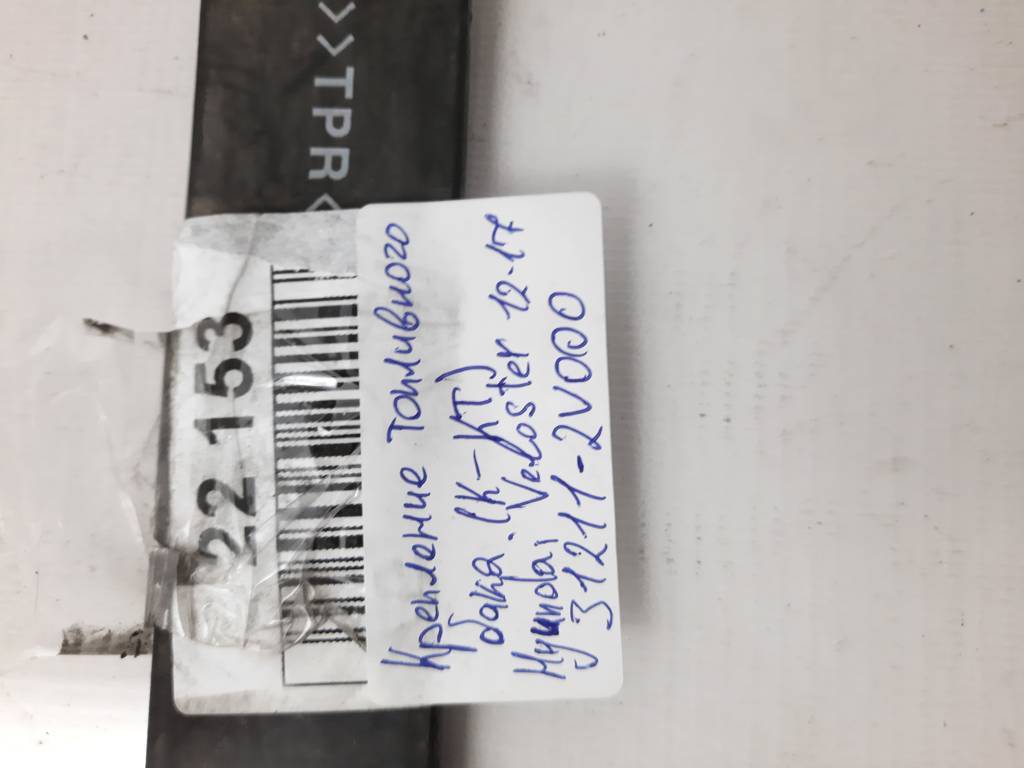 >>TPR<
22 153
Крепление топливного
бака. (К-КТ)
Hyundai Veloster 12-17
31211-2V000